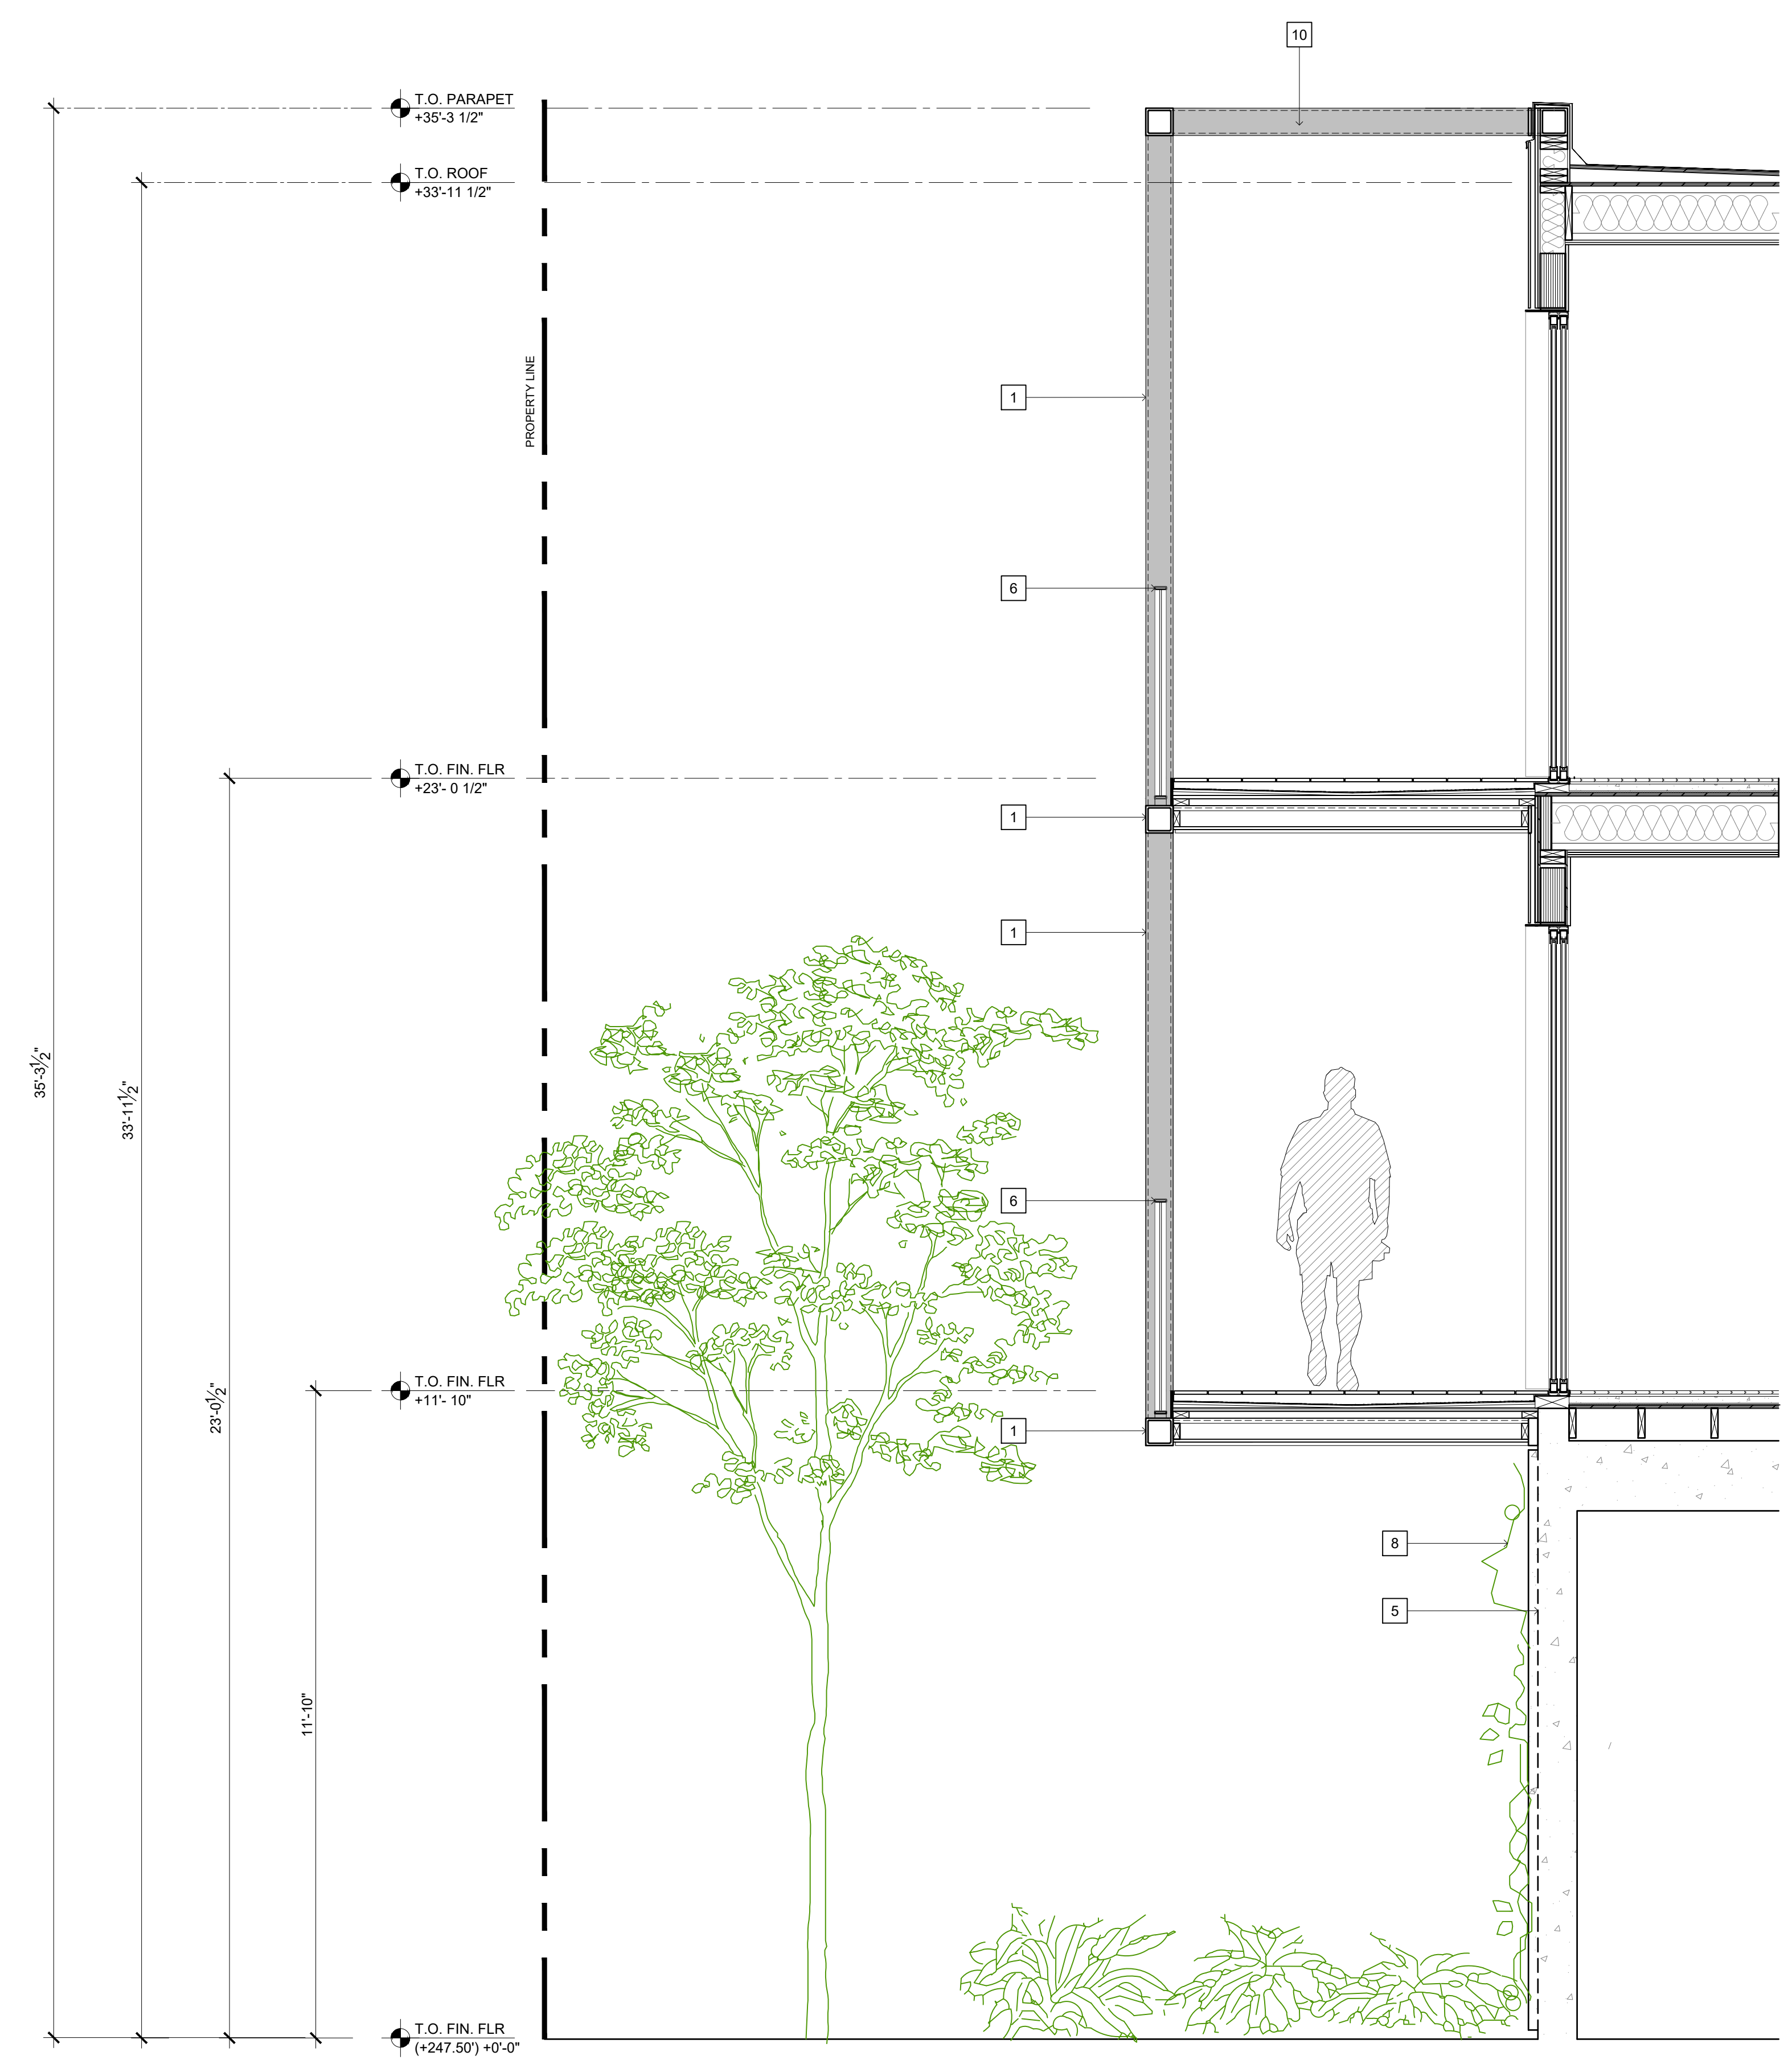 10
T.O. PARAPET
+35'-3 1/2"
T.O. ROOF
+33'-11 1/2"
PROPERTY LINE
1
6
T.O. FIN. FLR
+23'- 0 1/2"
1
1
35'-3½"
33'-11½"
6
T.O. FIN. FLR
+11'- 10"
23'-0½"
1
8
5
11'-10"
T.O. FIN. FLR
(+247.50') +0'-0"